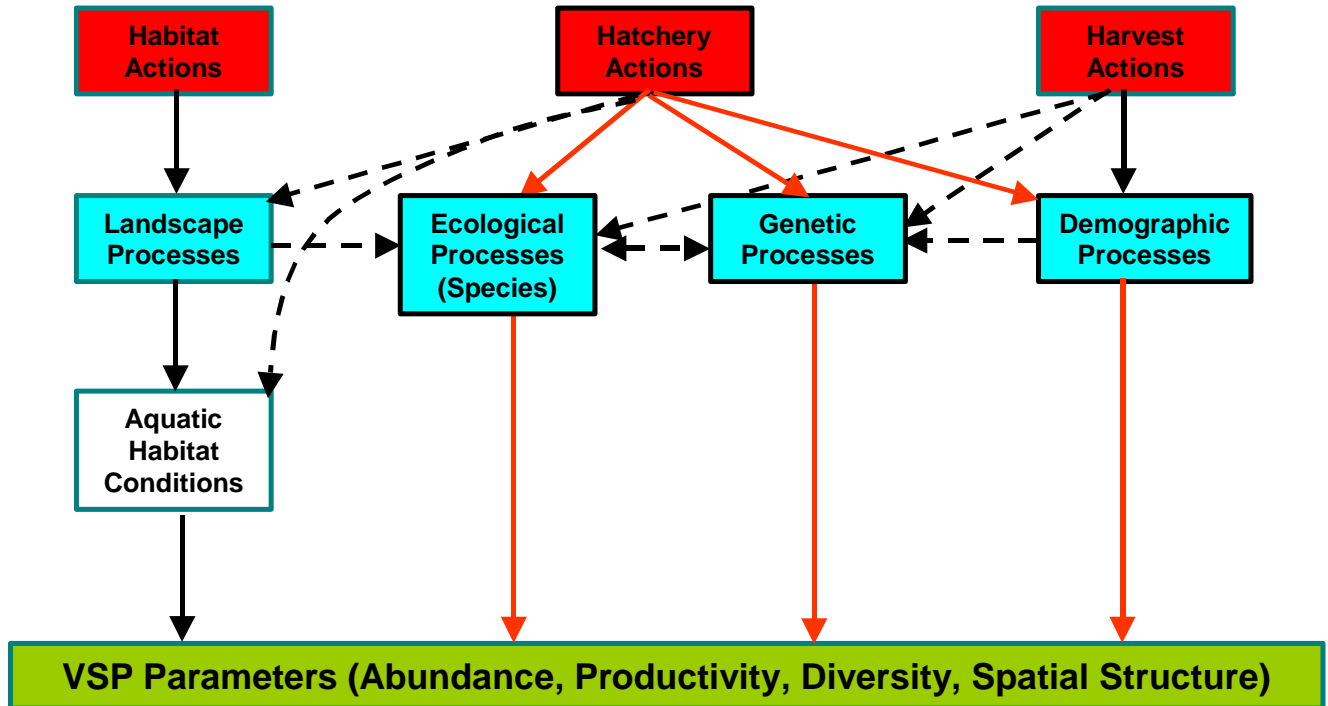 Habitat
Actions
Hatchery
Actions
Harvest
Actions
Landscape
Processes
Ecological
Processes
(Species)
Genetic
Processes
Demographic
Processes
Aquatic
Habitat
Conditions
VSP Parameters (Abundance, Productivity, Diversity, Spatial Structure)